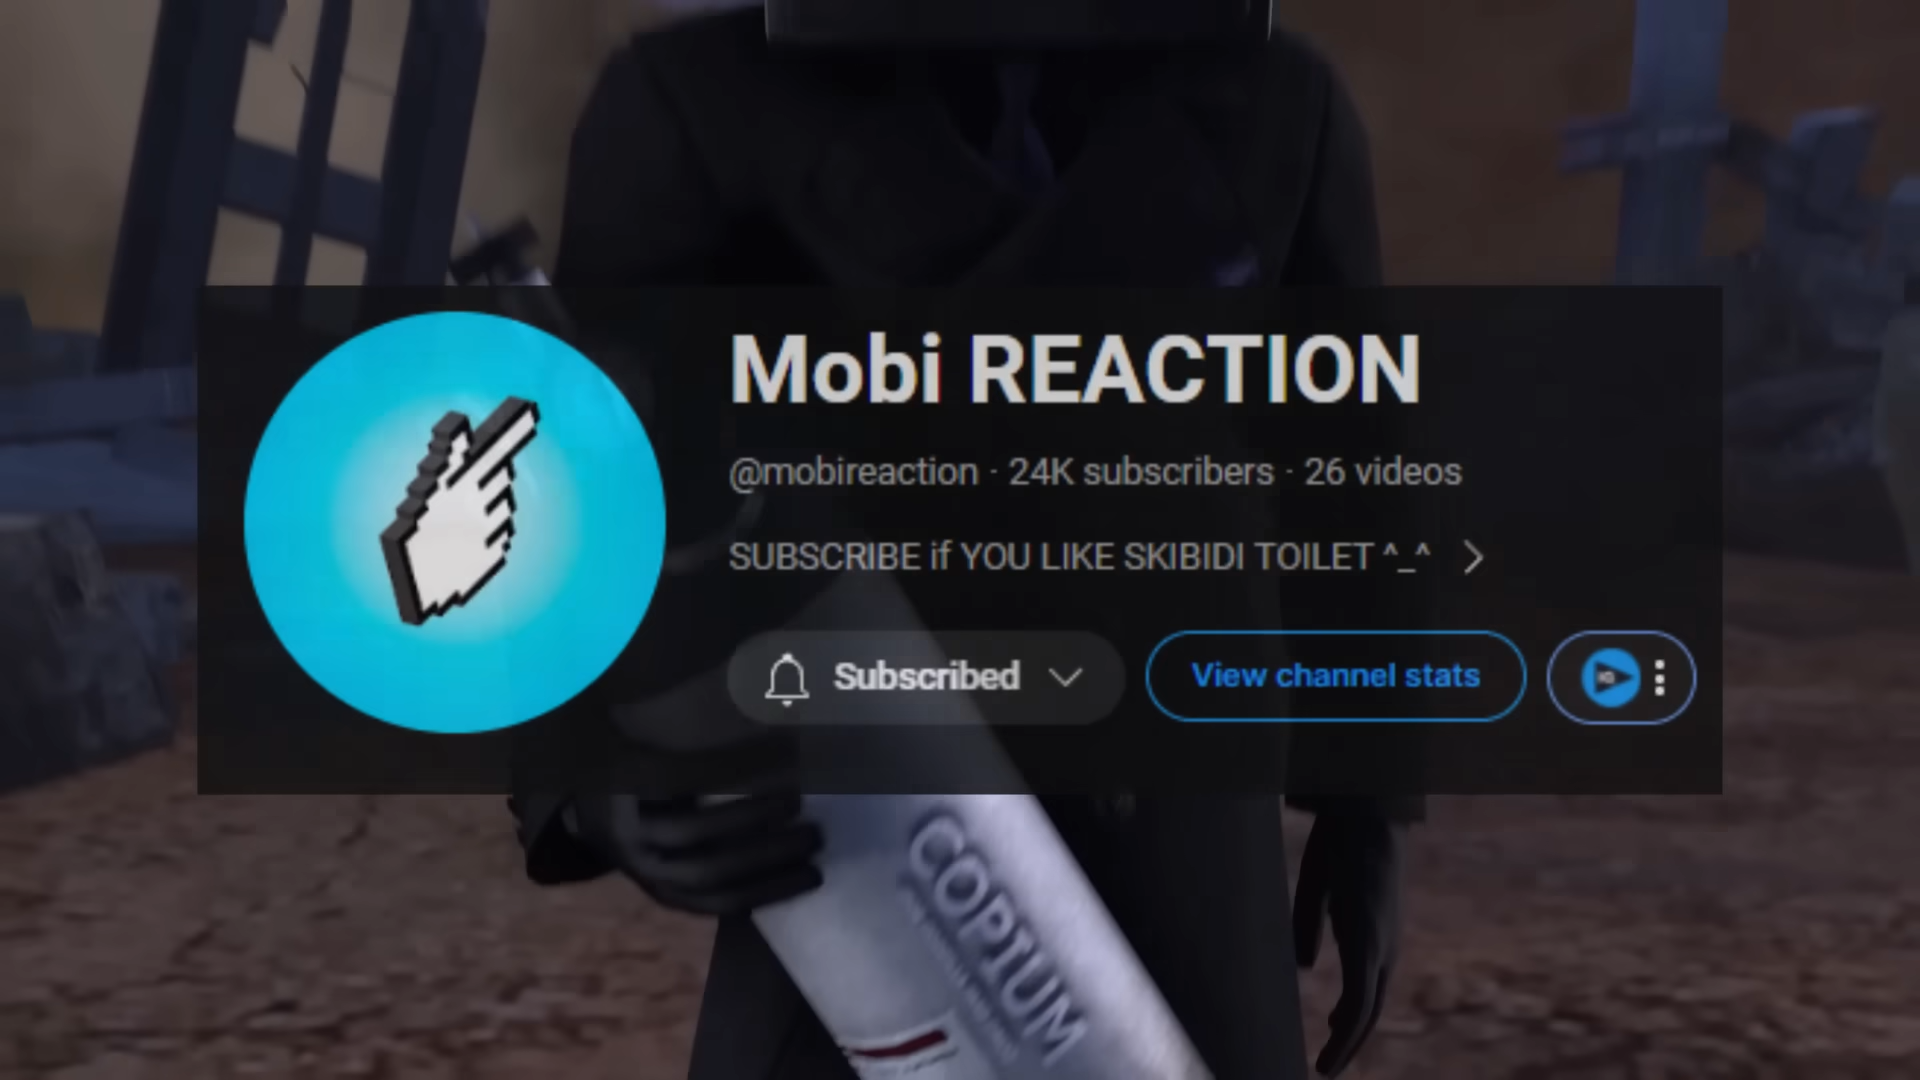 Mobi REACTION
@mobireaction · 24K subscribers · 26 videos
SUBSCRIBE if YOU LIKE SKIBIDI TOILET ^_^
Subscribed
View channel stats
COPIUM